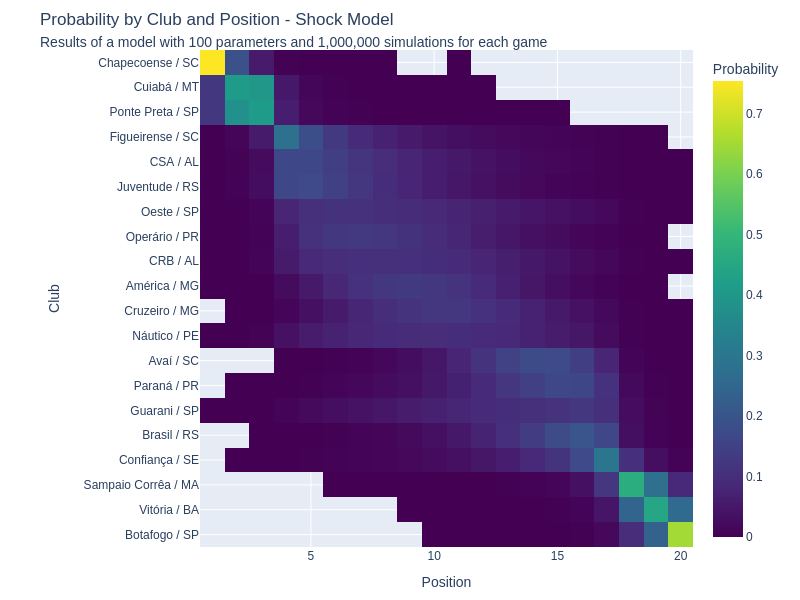 Probability by Club and Position - Shock Model
Results of a model with 100 parameters and 1,000,000 simulations for each game
Probability
Chapecoense / SC
Cuiabá / MT
Ponte Preta / SP
Figueirense / SC
CSA / AL
Juventude / RS
Oeste / SP
Operário / PR
CRB / AL
América / MG
Cruzeiro / MG
Náutico / PE
Avaí / SC
Paraná / PR
Guarani / SP
Brasil / RS
Confiança / SE
Sampaio Corrêa / MA
Vitória / BA
Botafogo / SP
Club
5
10
15
20
Position
0.7
0.6
0.5
0.4
0.3
0.2
0.1
0